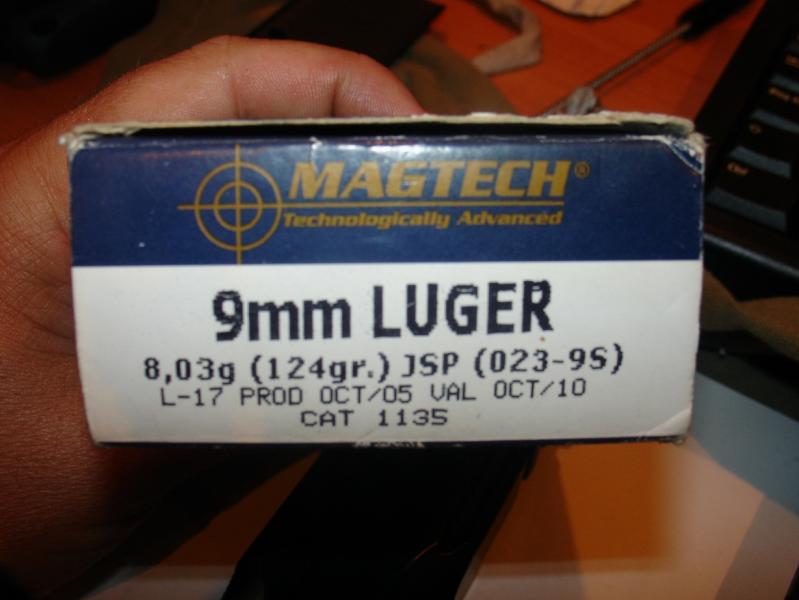 MAGTECH®
Technologically Advanced
9mm LUGER
8,03g (124gr.) JSP (023-9S)
L-17 PROD OCT/05 VAL OCT/10
CAT 1135
Ctrl